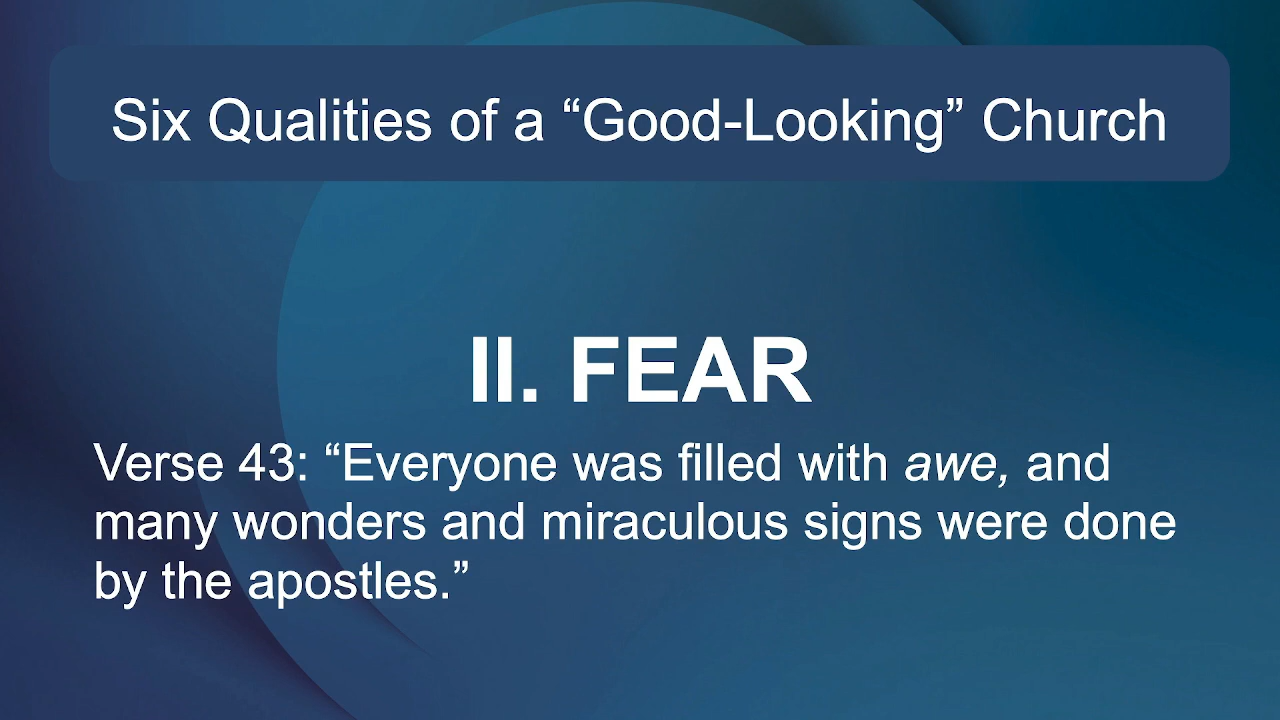 Six Qualities of a “Good-Looking” Church
II. FEAR
Verse 43: “Everyone was filled with awe, and
many wonders and miraculous signs were done
by the apostles.”